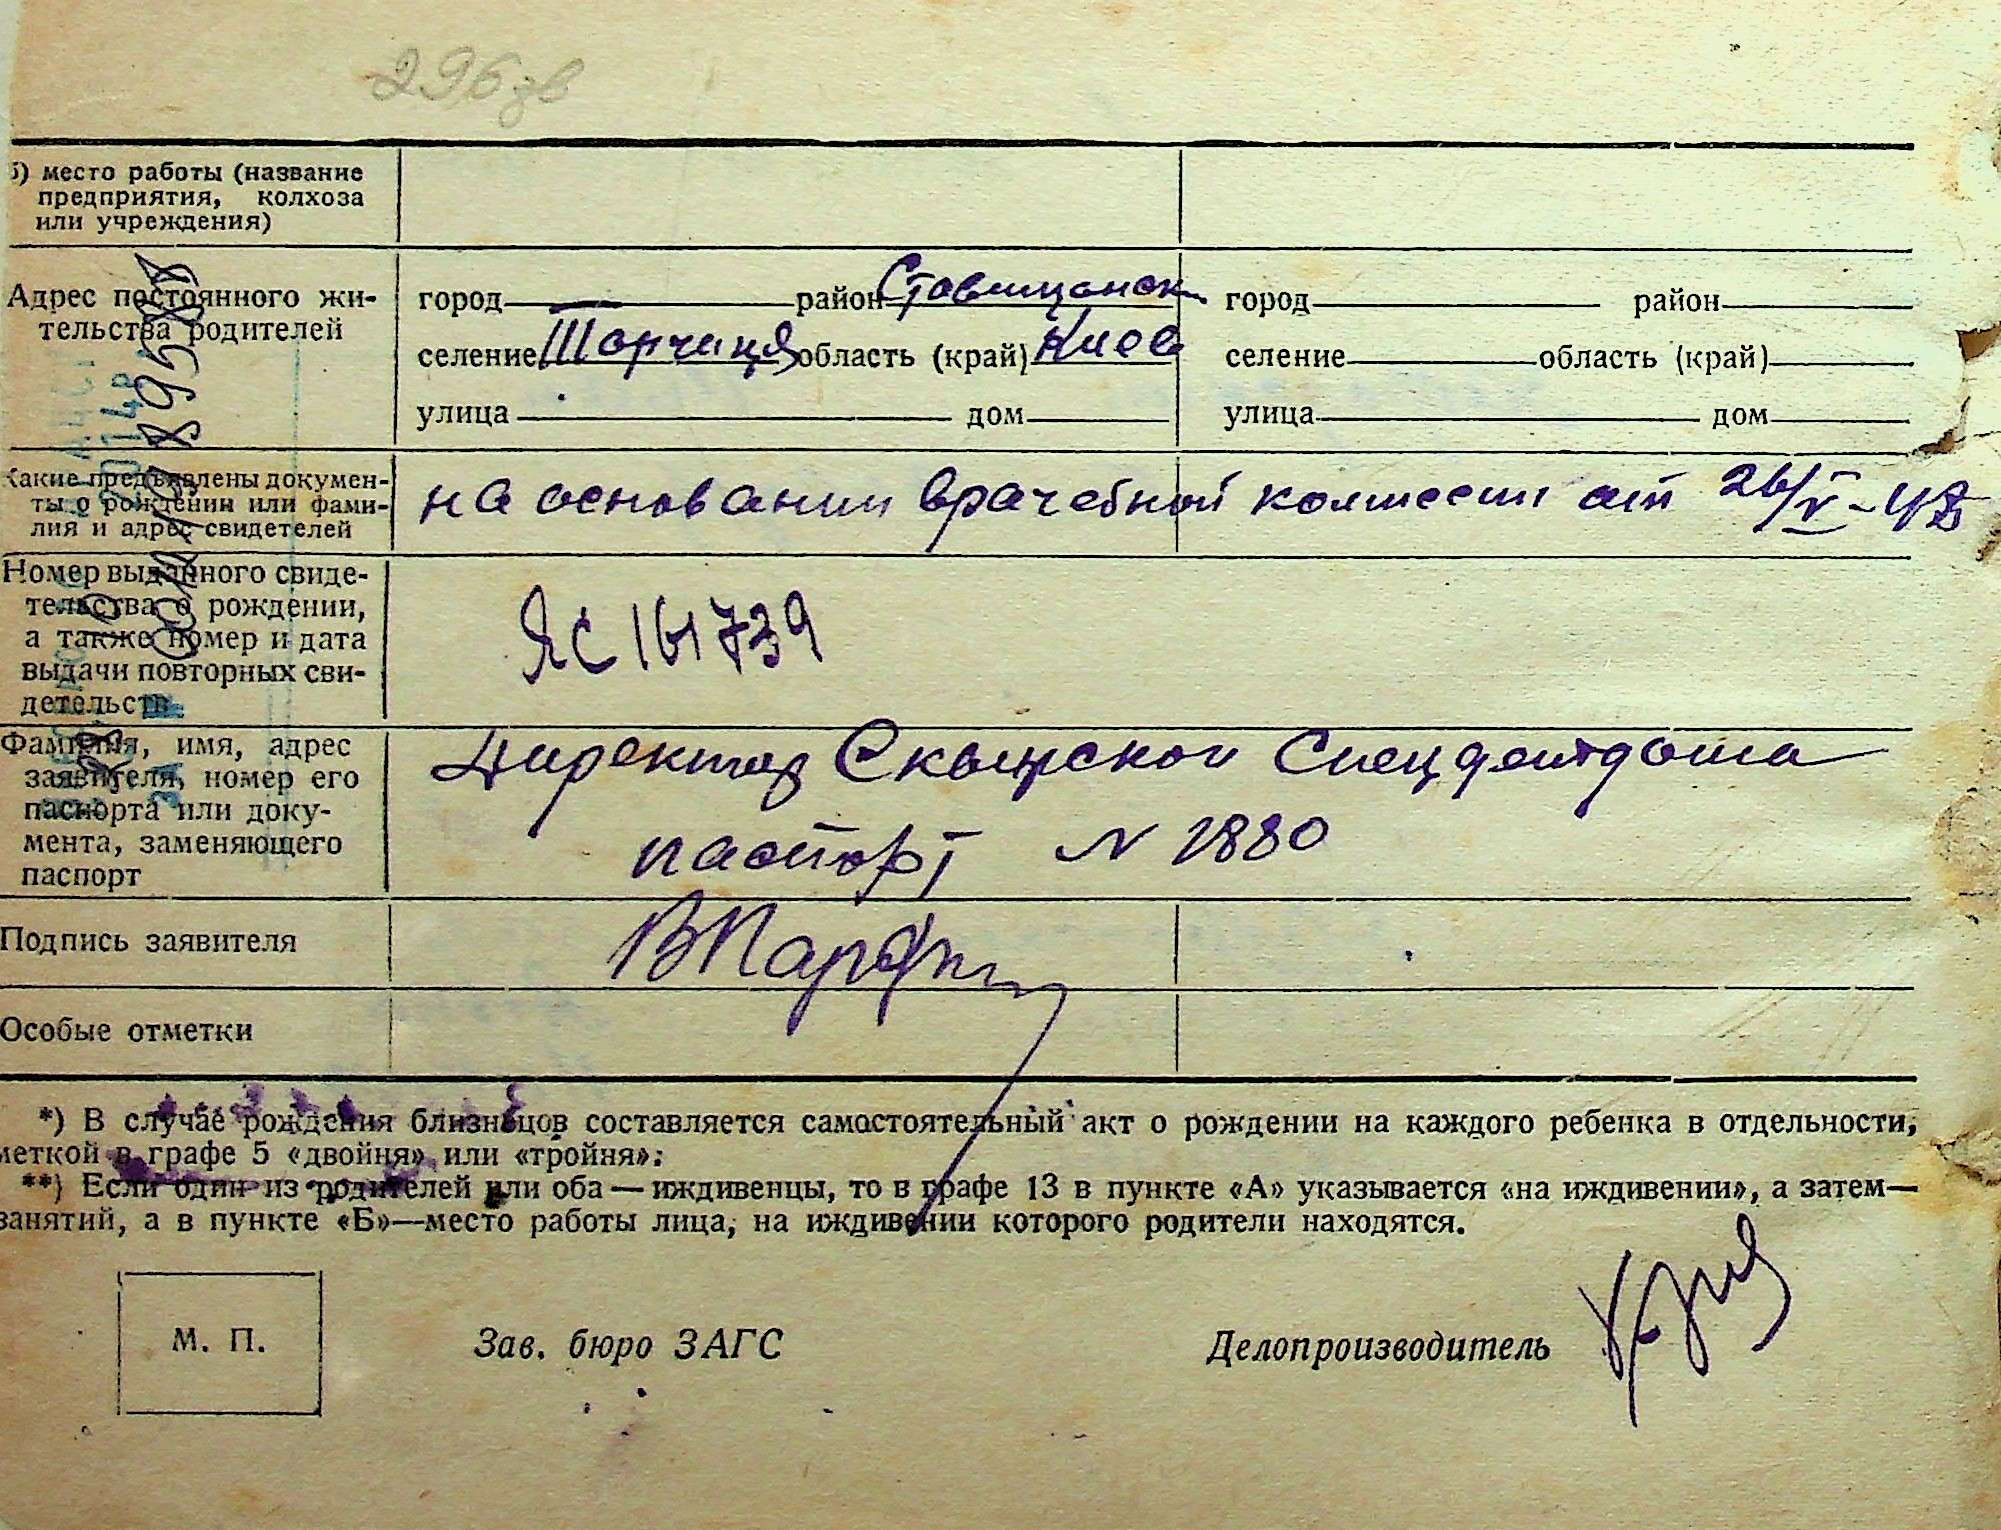 296зв
б) место работы (название
предприятия, колхоза
или учреждения)
Адрес постоянного жи-
тельства родителей
город район Ставищанск город район
селение Торчиця область (край) Киев селение область (край)
улица дом улица дом
Какие предъявлены докумен-
ты о рождении или фами-
лия и адрес свидетелей
на основании врачебной комиссии от 26/V-48
Номер выданного свиде-
тельства о рождении,
а также номер и дата
выдачи повторных сви-
детельств
ЯС 161739
Фамилия, имя, адрес
заявителя, номер его
паспорта или доку-
мента, заменяющего
паспорт
Директор Сквырской Спецдетдома
паспорт N 1880
Подпись заявителя
Особые отметки
*) В случае рождения близнецов составляется самостоятельный акт о рождении на каждого ребенка в отдельности,
меткой в графе 5 «двойня» или «тройня».
**) Если один из родителей или оба — иждивенцы, то в графе 13 в пункте «А» указывается «на иждивении», а затем—
занятий, а в пункте «Б»—место работы лица, на иждивении которого родители находятся.
М. П.
Зав. бюро ЗАГС
Делопроизводитель